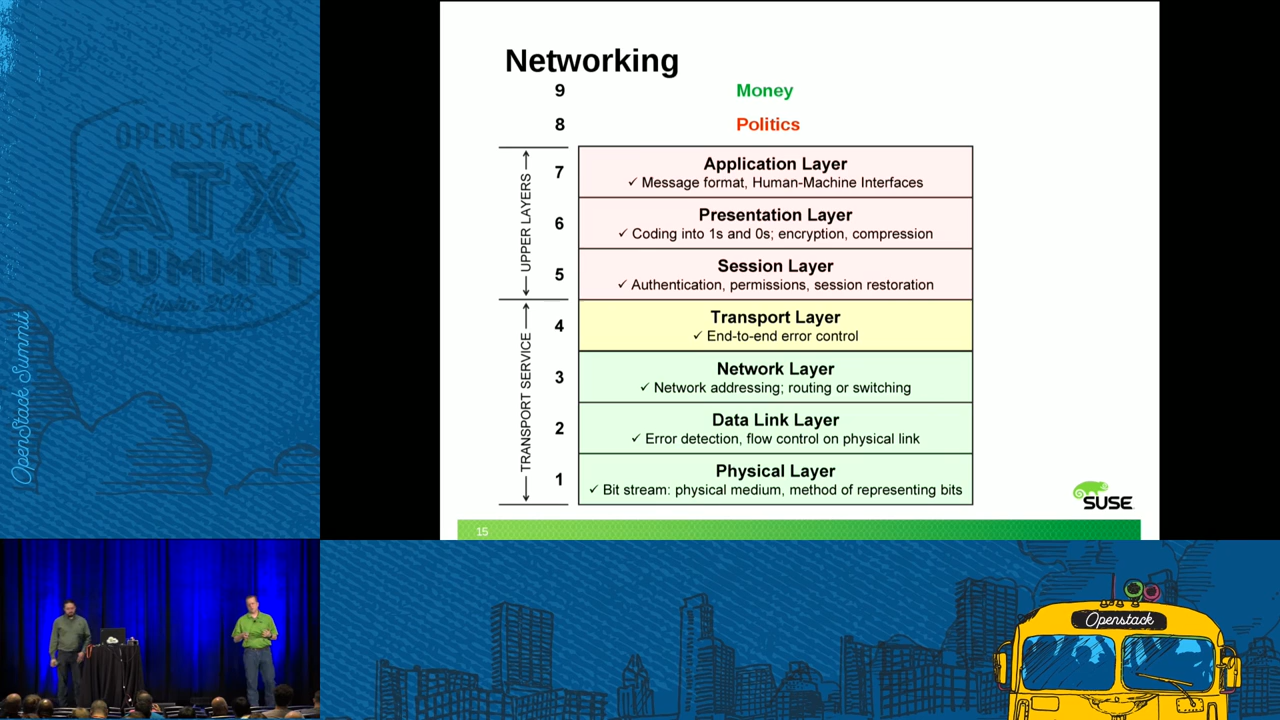 OPENSTACK
ATX
SUMMIT
OpenStack Summit
Networking
9 Money
8 Politics
UPPER LAYERS
7 Application Layer
✓ Message format, Human-Machine Interfaces
6 Presentation Layer
✓ Coding into 1s and 0s; encryption, compression
5 Session Layer
✓ Authentication, permissions, session restoration
TRANSPORT SERVICE
4 Transport Layer
✓ End-to-end error control
3 Network Layer
✓ Network addressing; routing or switching
2 Data Link Layer
✓ Error detection, flow control on physical link
1 Physical Layer
✓ Bit stream: physical medium, method of representing bits
SUSE
15
Openstack